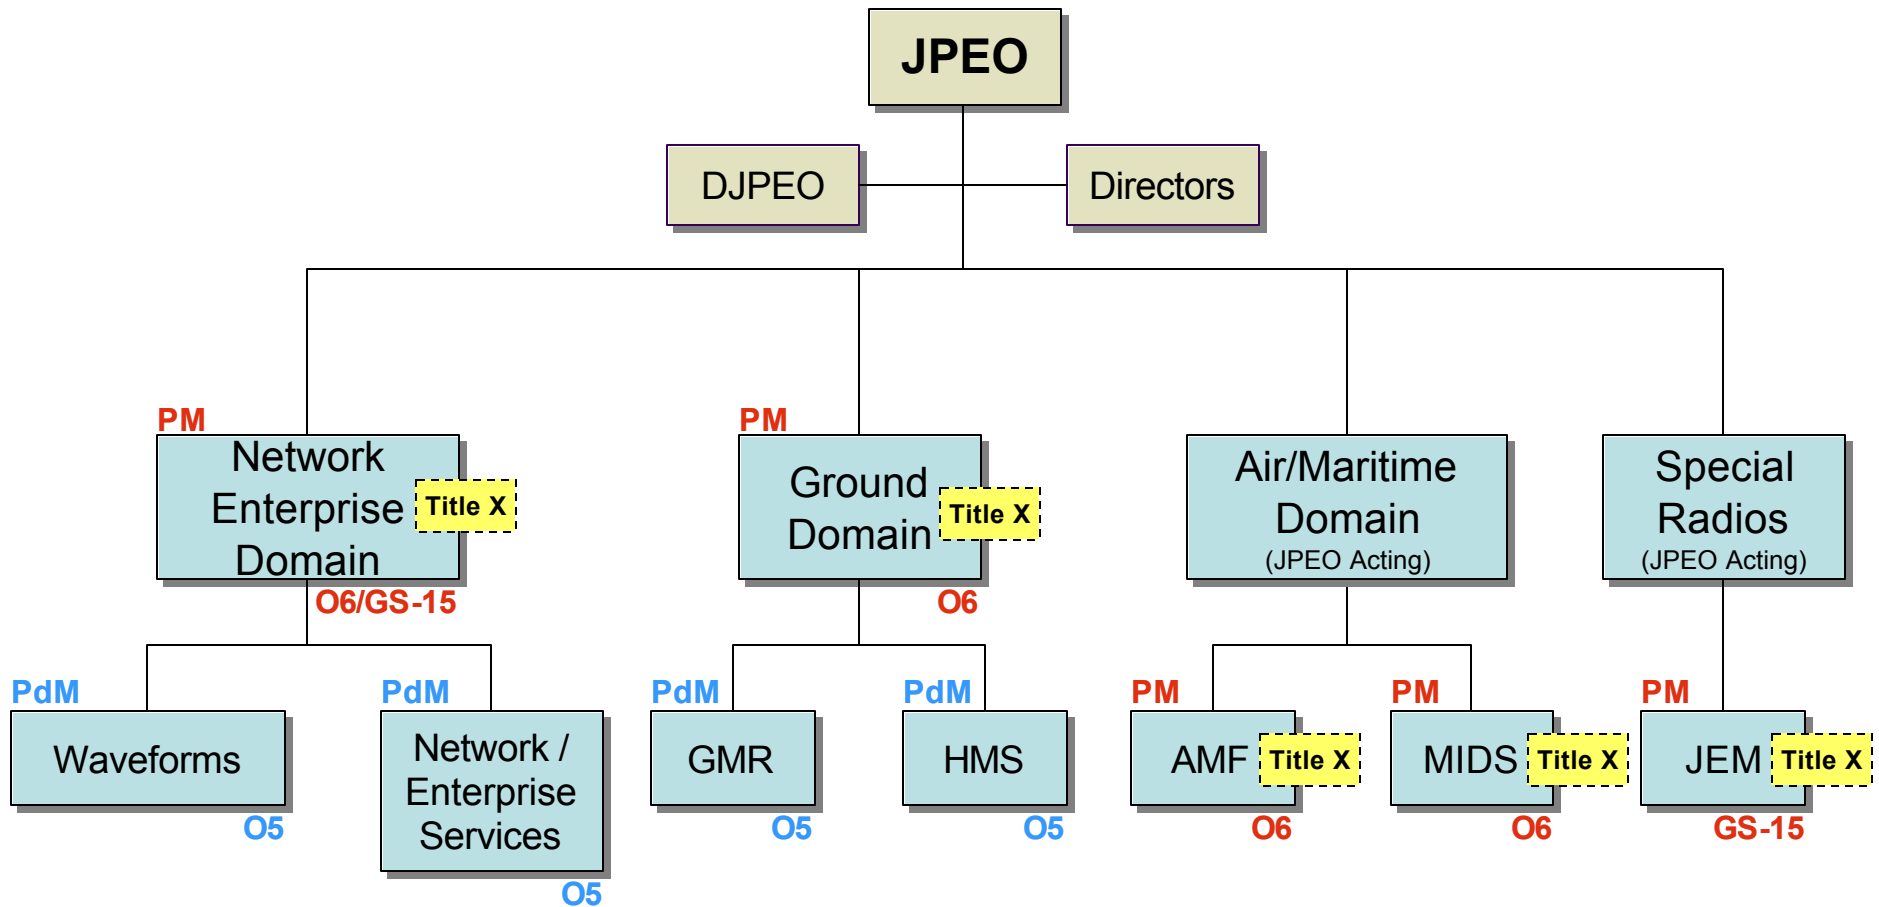 JPEO
DJPEO
Directors
PM
Network
Enterprise
Domain
Title X
O6/GS-15
PM
Ground
Domain
Title X
O6
Air/Maritime
Domain
(JPEO Acting)
Special
Radios
(JPEO Acting)
PdM
Waveforms
O5
PdM
Network /
Enterprise
Services
O5
PdM
GMR
O5
PdM
HMS
O5
PM
AMF
Title X
O6
PM
MIDS
Title X
O6
PM
JEM
Title X
GS-15